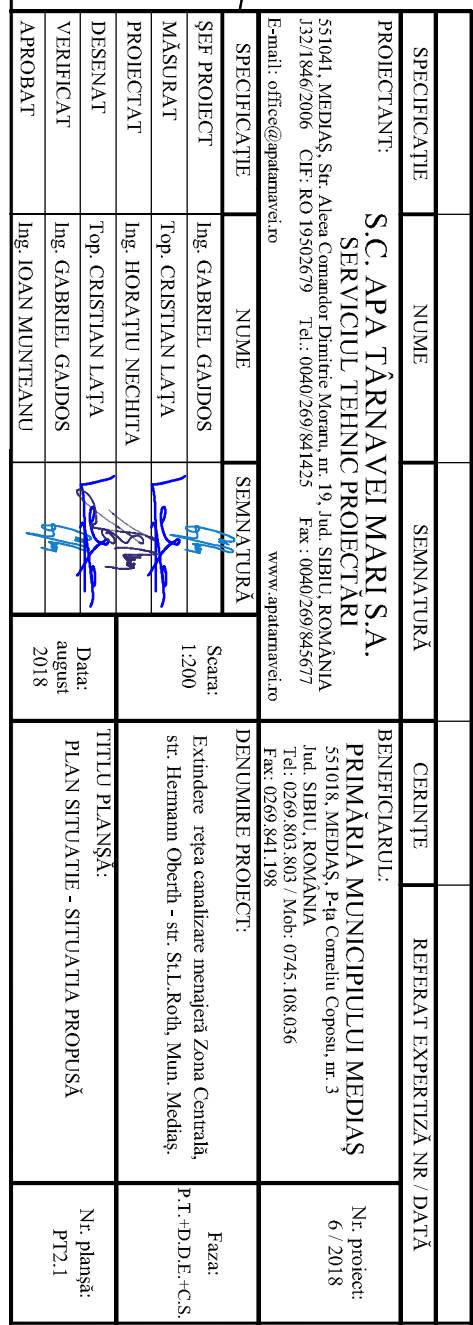 SPECIFICAȚIE NUME SEMNATURĂ CERINȚE REFERAT EXPERTIZĂ NR / DATĂ
PROIECTANT:
S.C. APA TÂRNAVEI MARI S.A.
SERVICIUL TEHNIC PROIECTĂRI
551041, MEDIAȘ, Str. Aleea Comandor Dimitrie Moraru, nr. 19, Jud. SIBIU, ROMÂNIA
J32/1846/2006 CIF: RO 19502679 Tel.: 0040/269/841425 Fax : 0040/269/845677
E-mail: office@apatarnavei.ro www.apatarnavei.ro
BENEFICIARUL:
PRIMĂRIA MUNICIPIULUI MEDIAȘ
551018, MEDIAȘ, P-ța Corneliu Coposu, nr. 3
Jud. SIBIU, ROMÂNIA
Tel: 0269.803.803 / Mob: 0745.108.036
Fax: 0269.841.198
Nr. proiect:
6 / 2018
SPECIFICAȚIE NUME SEMNATURĂ
ȘEF PROIECT Ing. GABRIEL GAJDOS
MĂSURAT Top. CRISTIAN LAȚA
PROIECTAT Ing. HORAȚIU NECHITA
DESENAT Top. CRISTIAN LAȚA
VERIFICAT Ing. GABRIEL GAJDOS
APROBAT Ing. IOAN MUNTEANU
Scara:
1:200
Data:
august
2018
DENUMIRE PROIECT:
Extindere rețea canalizare menajeră Zona Centrală,
str. Hermann Oberth - str. St.L.Roth, Mun. Mediaș.
TITLU PLANȘĂ:
PLAN SITUATIE - SITUATIA PROPUSĂ
Faza:
P.T.+D.D.E.+C.S.
Nr. planșă:
PT2.1